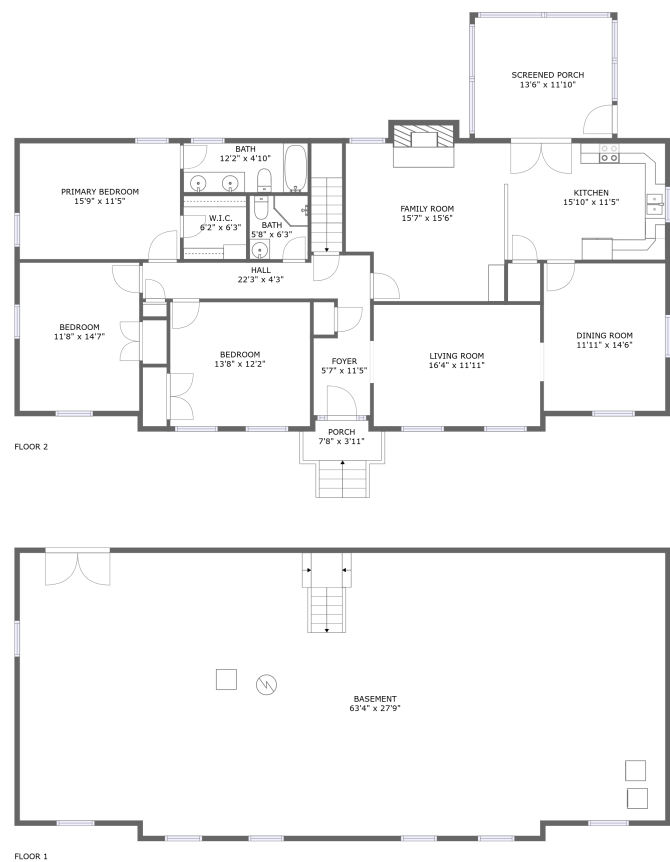 SCREENED PORCH
13'6" x 11'10"
BATH
12'2" x 4'10"
PRIMARY BEDROOM
15'9" x 11'5"
KITCHEN
15'10" x 11'5"
FAMILY ROOM
15'7" x 15'6"
W.I.C.
6'2" x 6'3"
BATH
5'8" x 6'3"
HALL
22'3" x 4'3"
BEDROOM
11'8" x 14'7"
BEDROOM
13'8" x 12'2"
FOYER
5'7" x 11'5"
LIVING ROOM
16'4" x 11'11"
DINING ROOM
11'11" x 14'6"
PORCH
7'8" x 3'11"
FLOOR 2
BASEMENT
63'4" x 27'9"
FLOOR 1